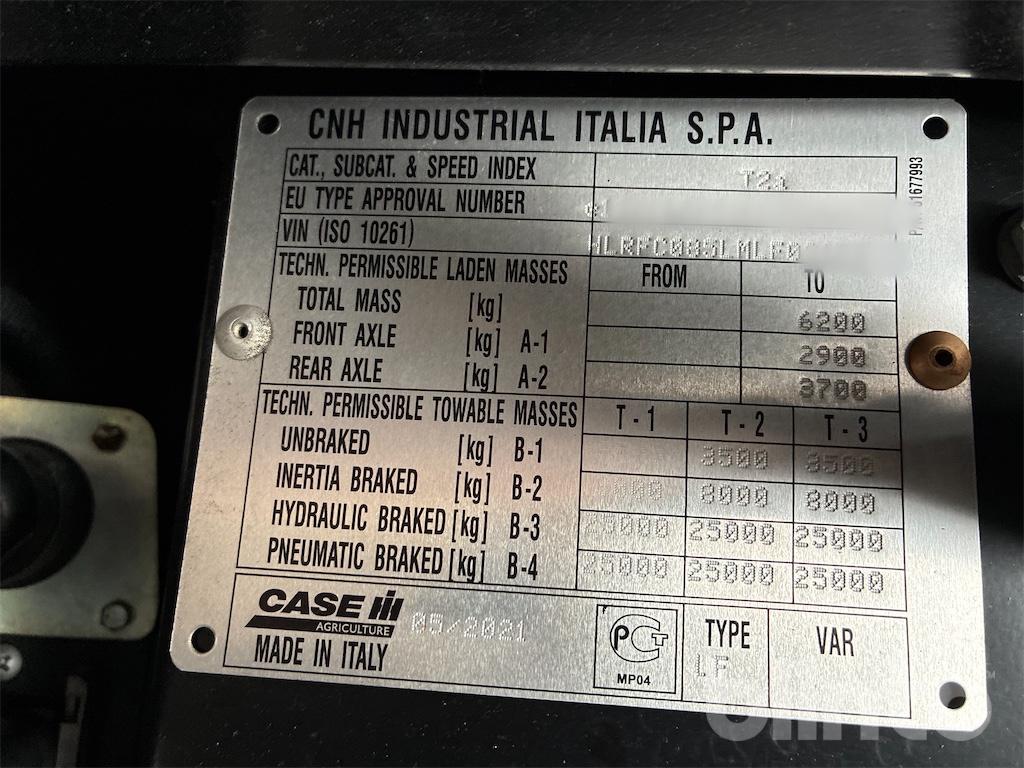 CNH INDUSTRIAL ITALIA S.P.A.
CAT., SUBCAT. & SPEED INDEX T2a
EU TYPE APPROVAL NUMBER
VIN (ISO 10261)
TECHN. PERMISSIBLE LADEN MASSES FROM TO
TOTAL MASS [kg] 6200
FRONT AXLE [kg] A-1 2900
REAR AXLE [kg] A-2 3700
TECHN. PERMISSIBLE TOWABLE MASSES T-1 T-2 T-3
UNBRAKED [kg] B-1 3500 3500
INERTIA BRAKED [kg] B-2 8000 8000
HYDRAULIC BRAKED [kg] B-3 25000 25000 25000
PNEUMATIC BRAKED [kg] B-4 25000 25000 25000
CASE IH
AGRICULTURE 05/2021
MADE IN ITALY
PCT
MP04
TYPE
LF
VAR